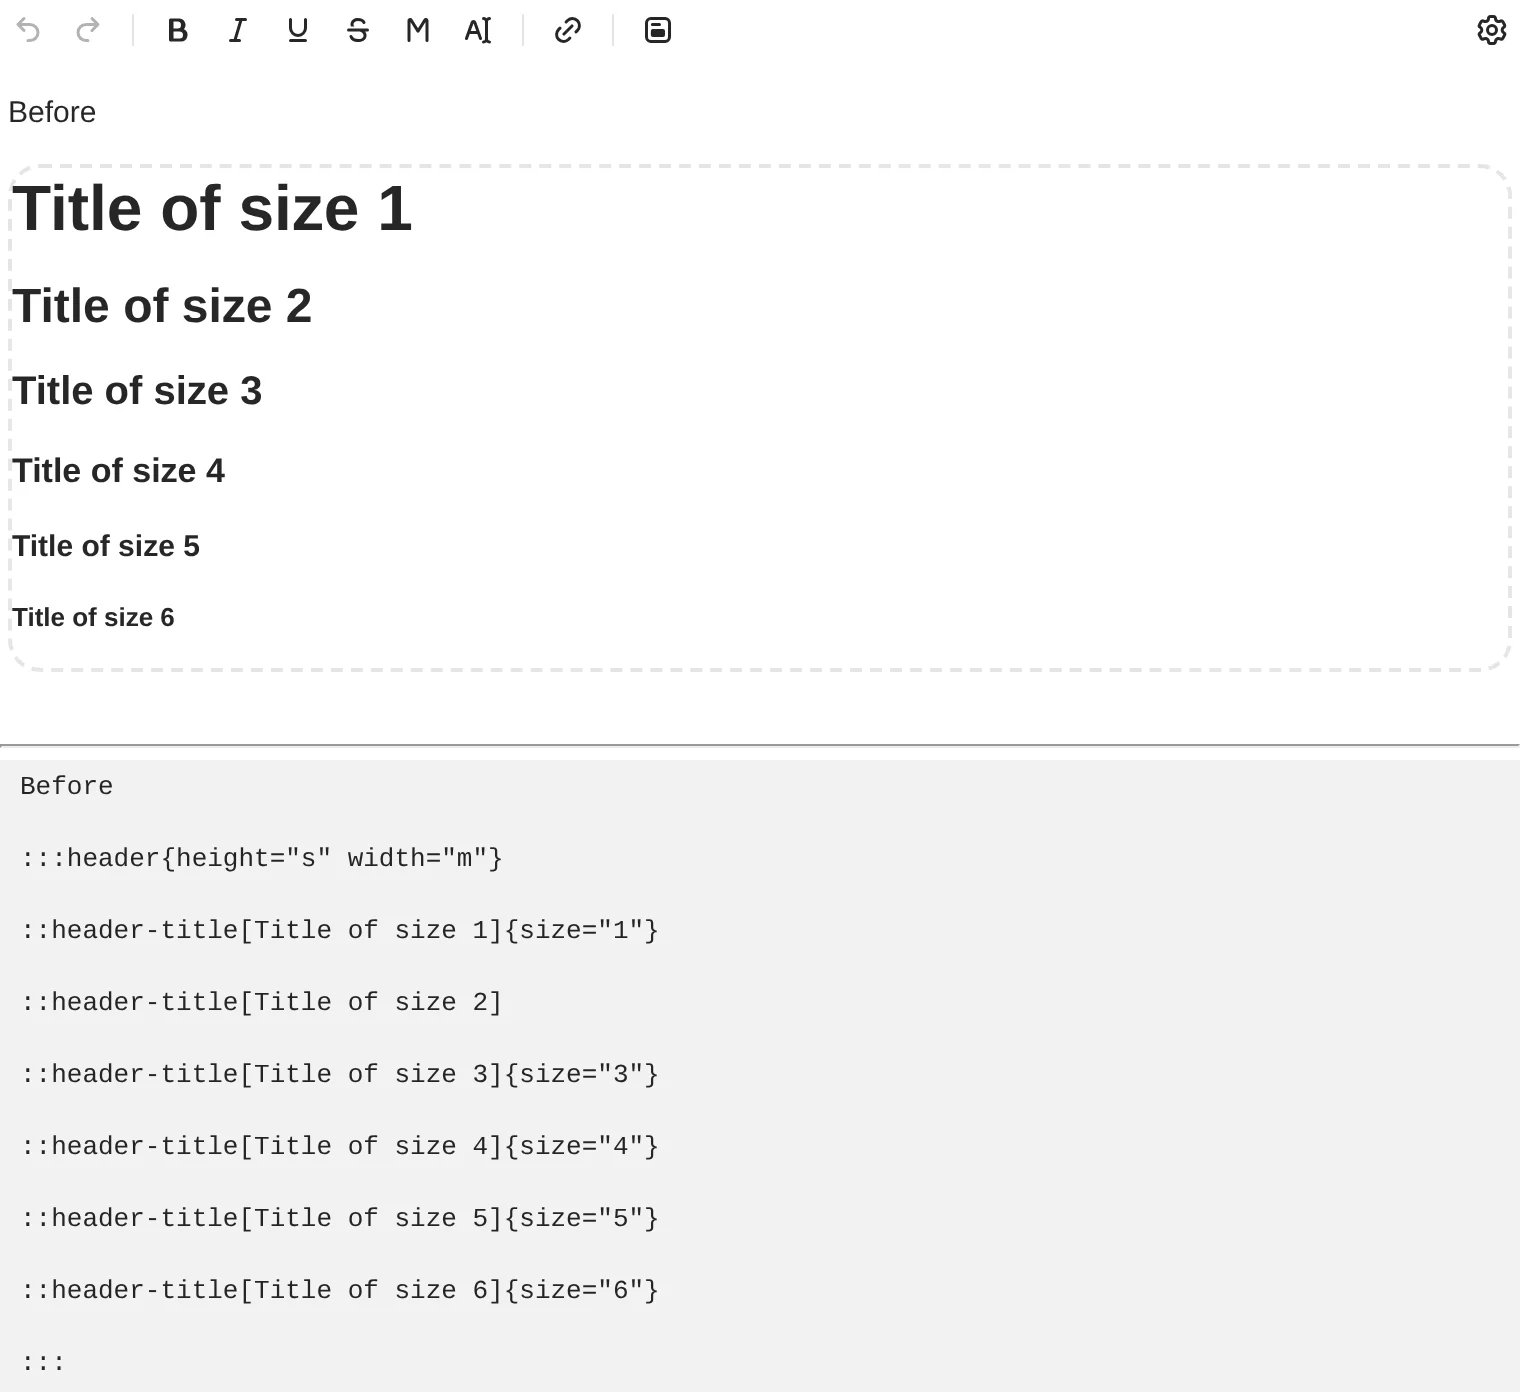 Before
Title of size 1
Title of size 2
Title of size 3
Title of size 4
Title of size 5
Title of size 6
Before
:::header{height="s" width="m"}
::header-title[Title of size 1]{size="1"}
::header-title[Title of size 2]
::header-title[Title of size 3]{size="3"}
::header-title[Title of size 4]{size="4"}
::header-title[Title of size 5]{size="5"}
::header-title[Title of size 6]{size="6"}
:::